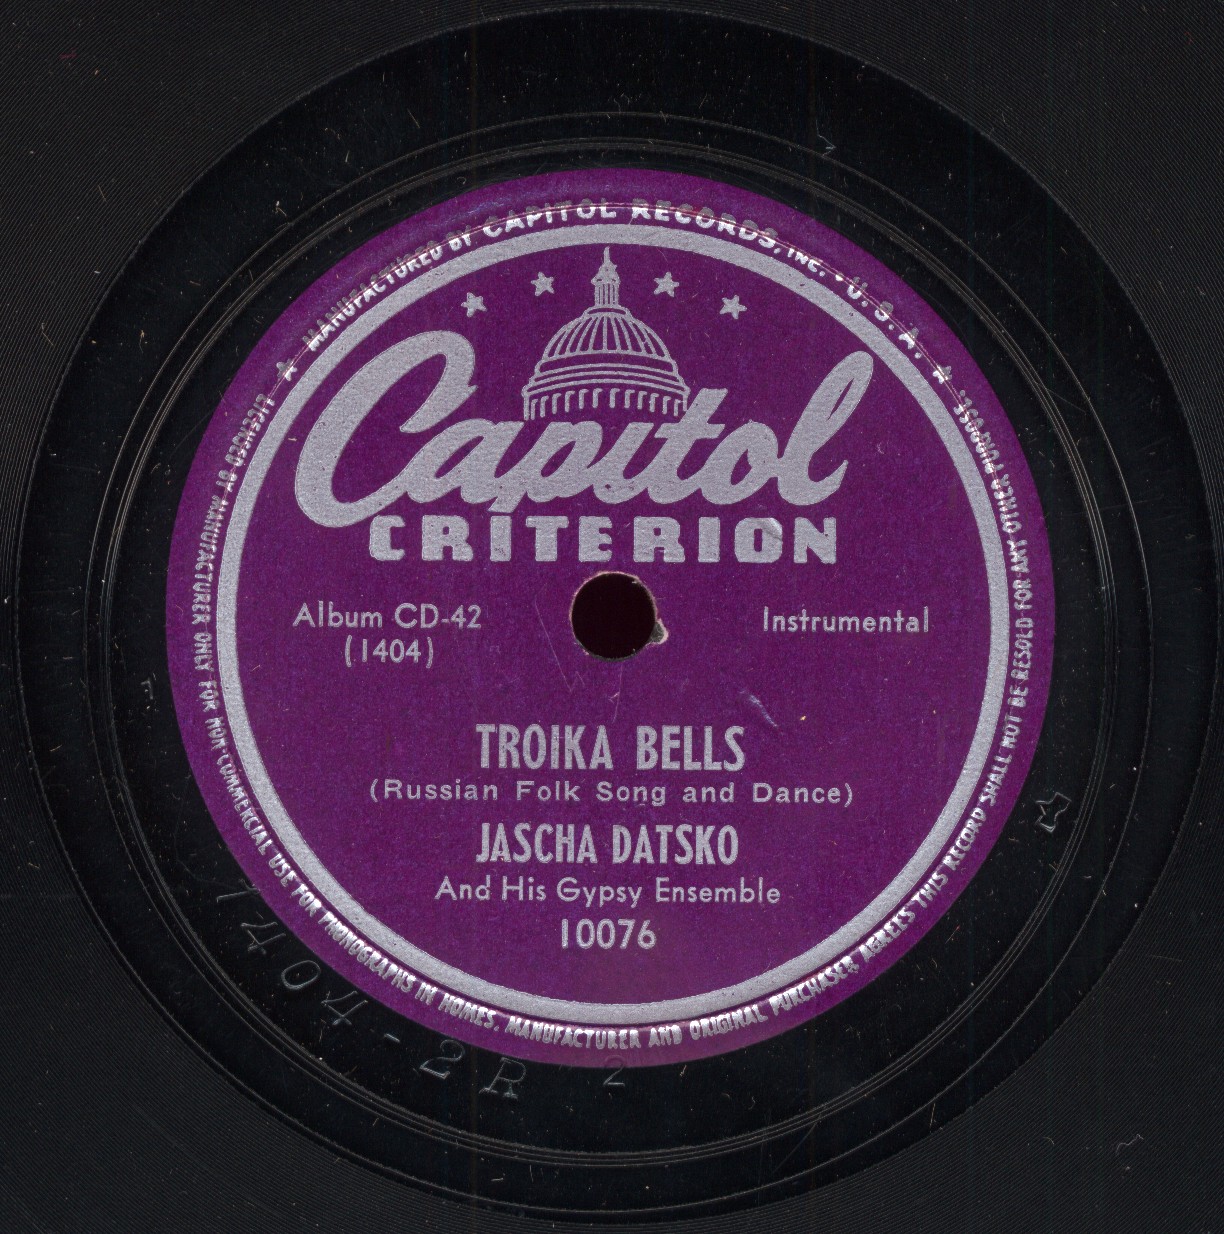 ★ MANUFACTURED BY CAPITOL RECORDS, INC. • U. S. A. ★
Capitol
CRITERION
Album CD-42
(1404)
Instrumental
TROIKA BELLS
(Russian Folk Song and Dance)
JASCHA DATSKO
And His Gypsy Ensemble
10076
LICENSED BY MANUFACTURER ONLY FOR NON-COMMERCIAL USE FOR PHONOGRAPHS IN HOMES. MANUFACTURER AND ORIGINAL PURCHASER AGREES THIS RECORD SHALL NOT BE RESOLD FOR ANY OTHER PURPOSE
1404-2R 2